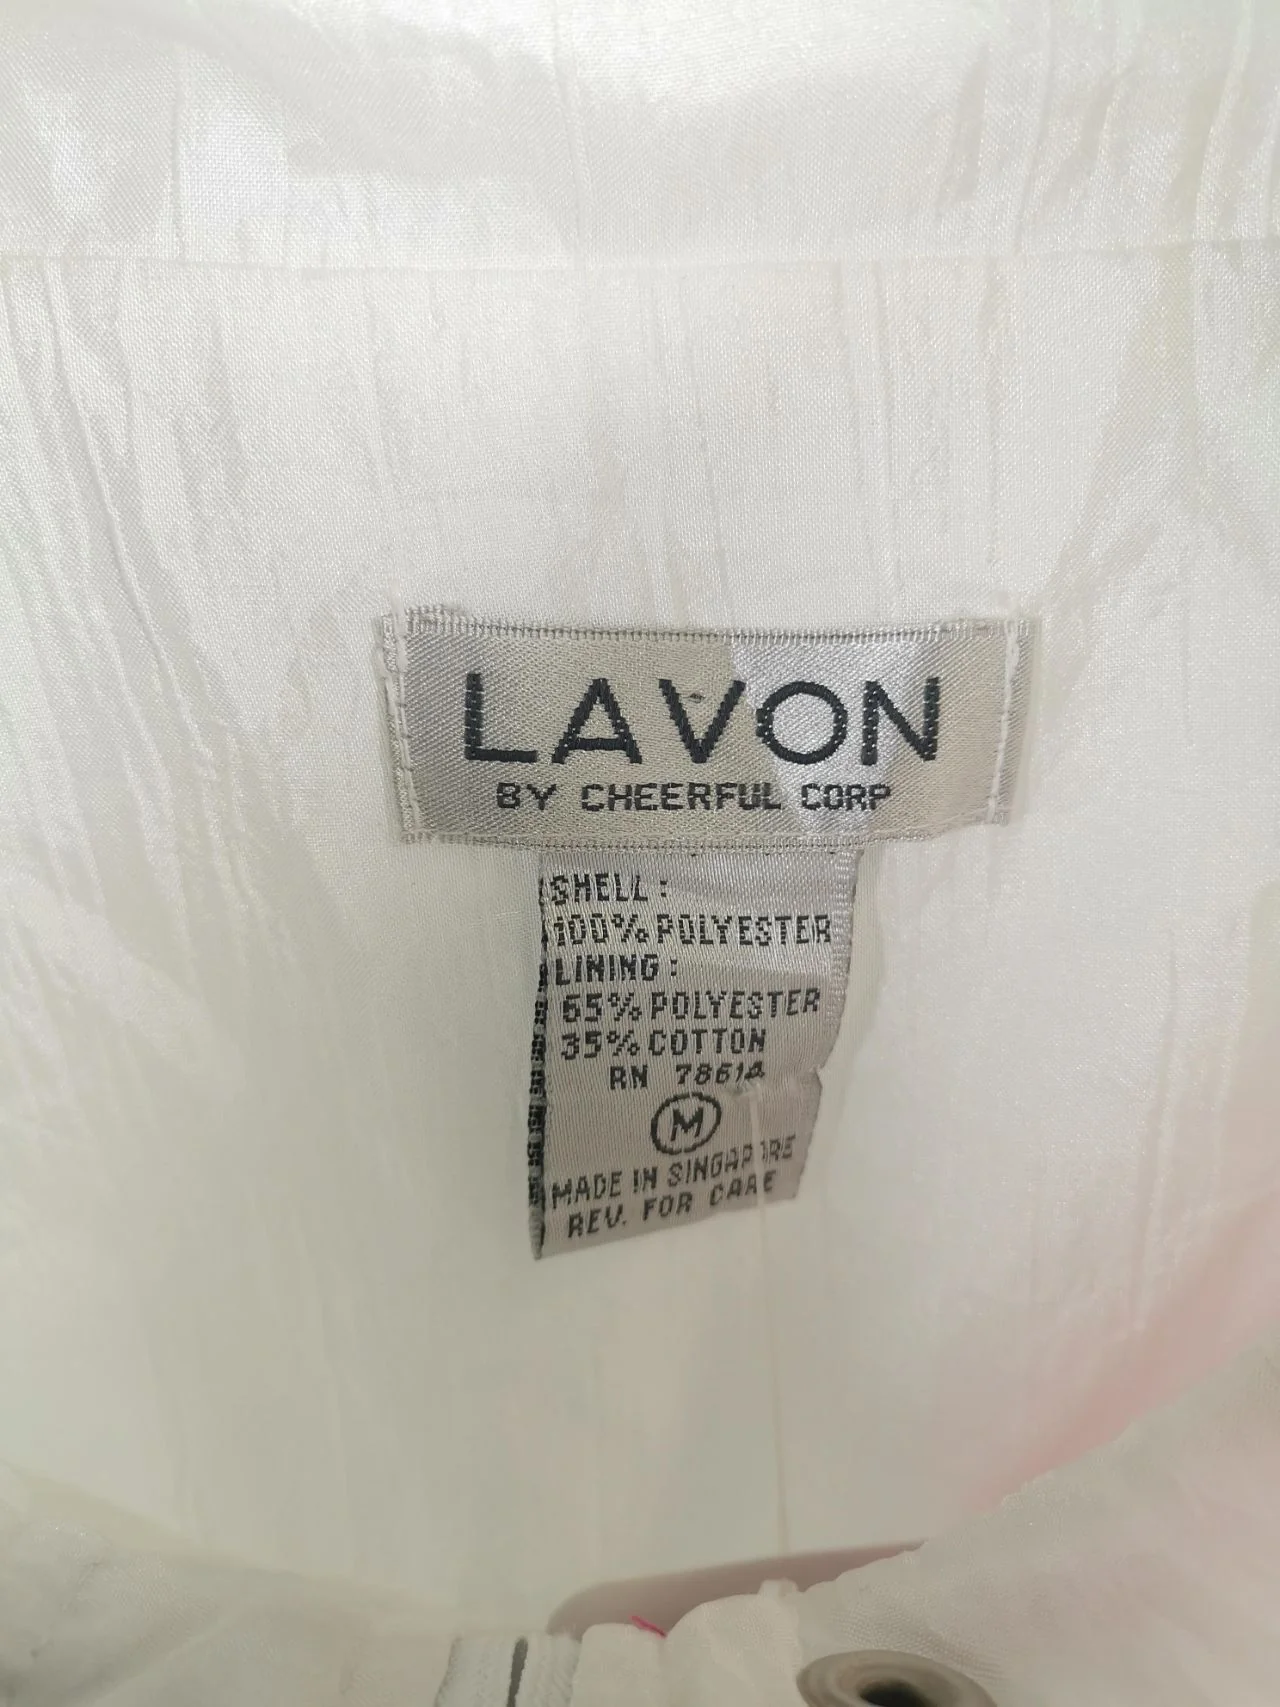 LAVON
BY CHEERFUL CORP
SHELL :
100% POLYESTER
LINING :
65% POLYESTER
35% COTTON
RN 78614
M
MADE IN SINGAPORE
REV. FOR CARE